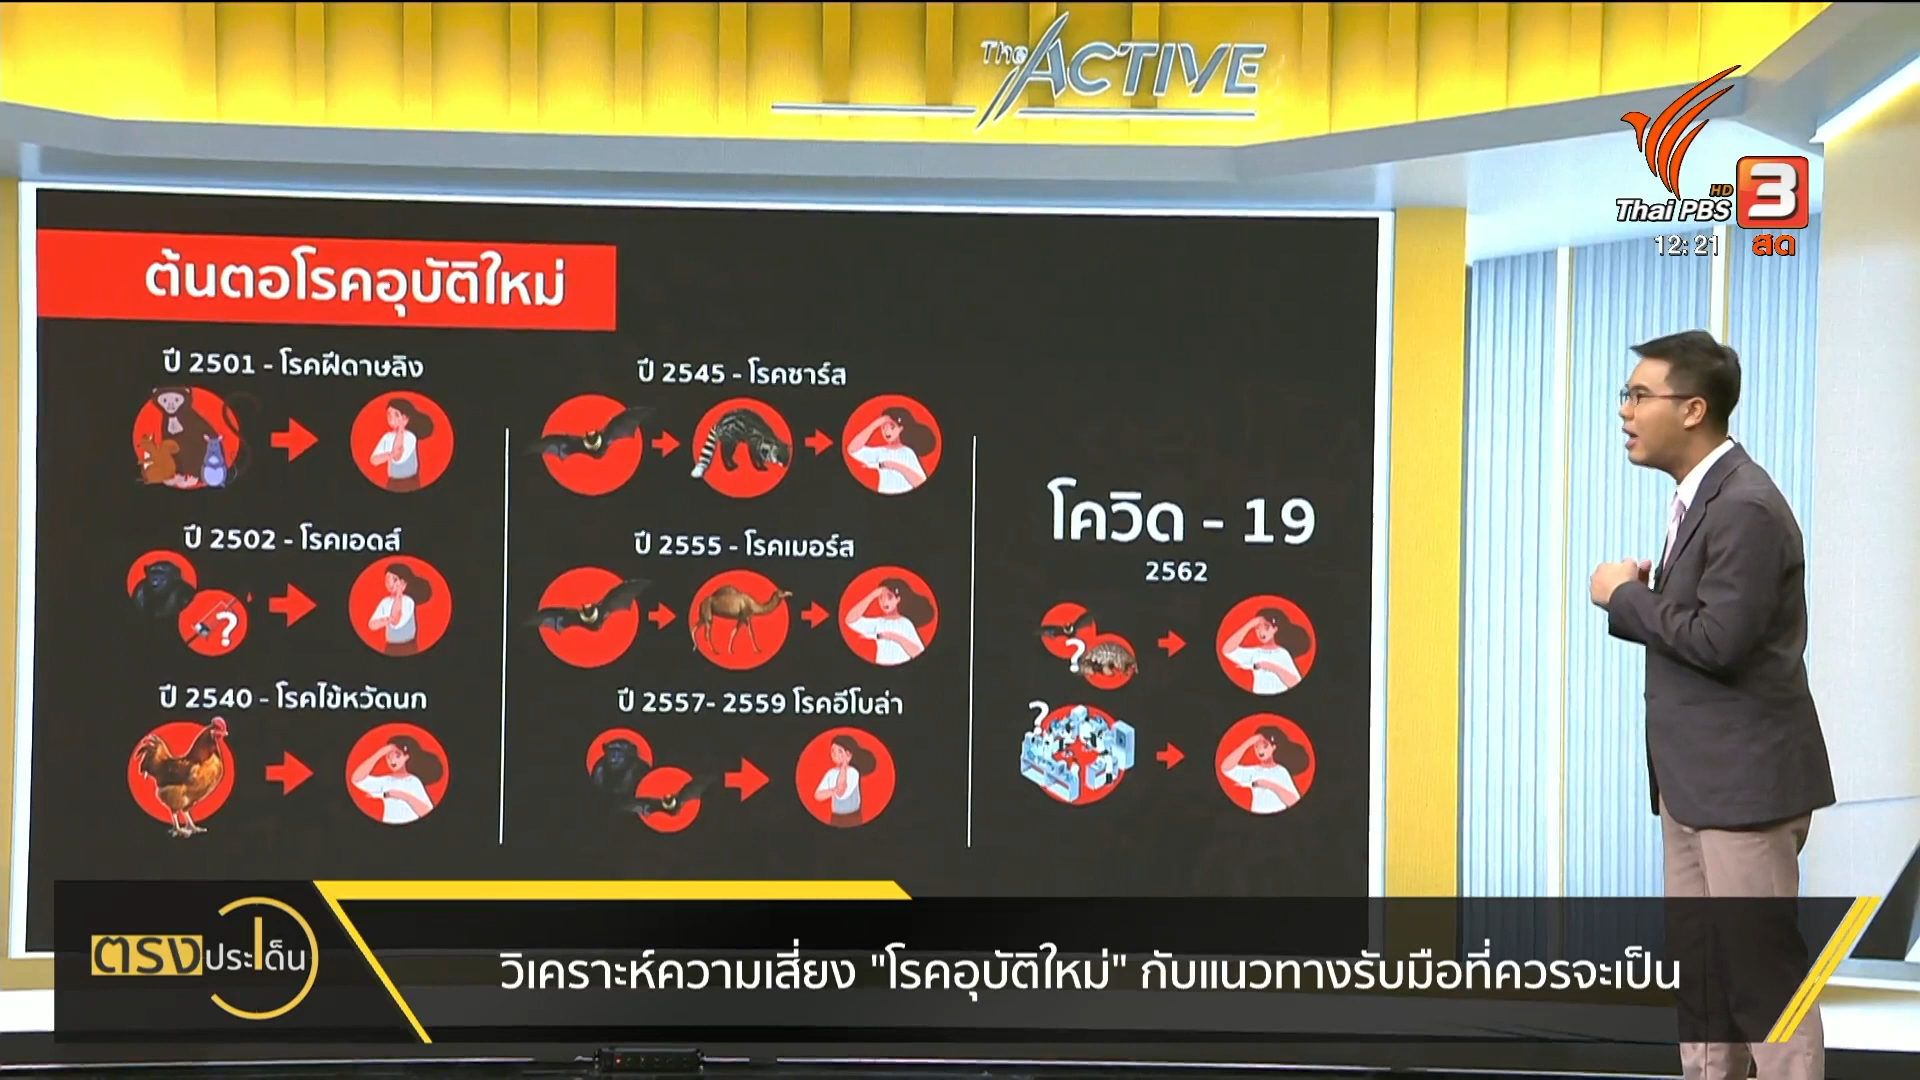 The ACTIVE
HD
Thai PBS 3
12:21 สด
ต้นตอโรคอุบัติใหม่
ปี 2501 - โรคฝีดาษลิง
ปี 2545 - โรคซาร์ส
ปี 2502 - โรคเอดส์
?
ปี 2555 - โรคเมอร์ส
ปี 2540 - โรคไข้หวัดนก
ปี 2557- 2559 โรคอีโบล่า
โควิด - 19
2562
?
?
ตรงประเด็น
วิเคราะห์ความเสี่ยง "โรคอุบัติใหม่" กับแนวทางรับมือที่ควรจะเป็น